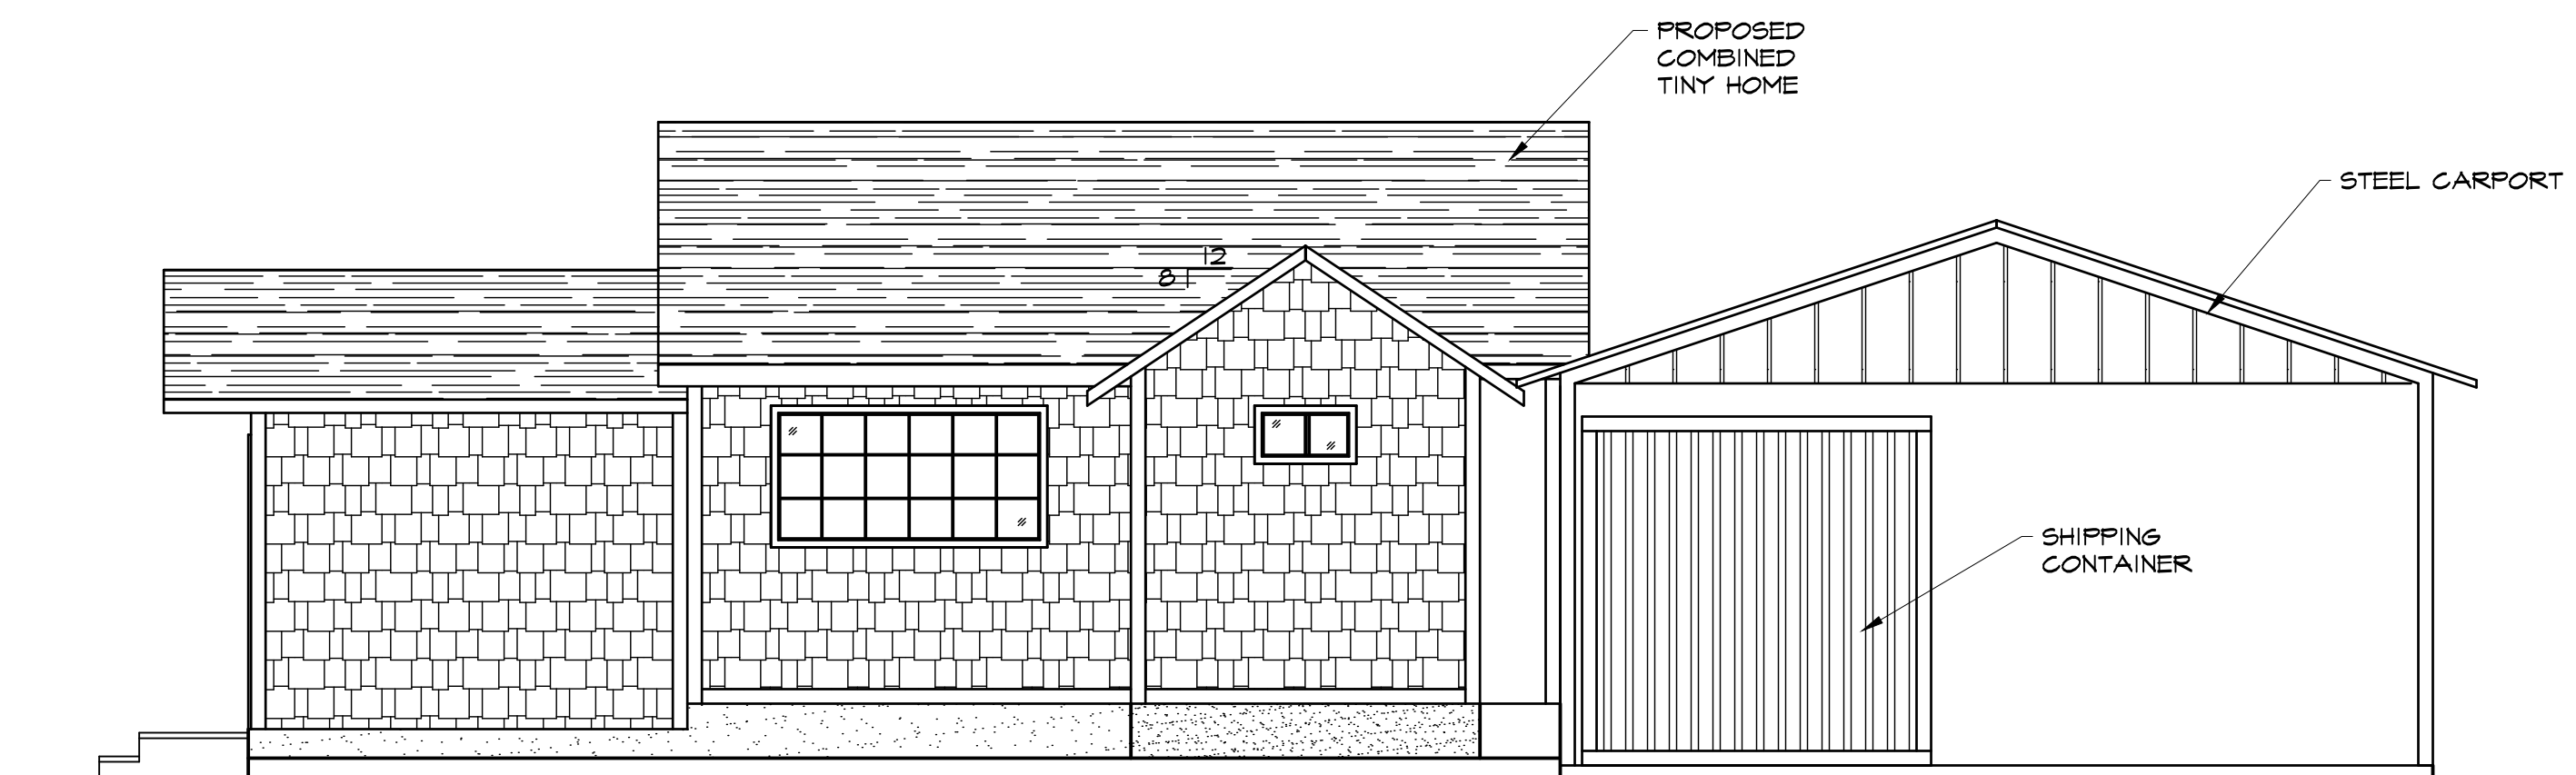 PROPOSED
COMBINED
TINY HOME
STEEL CARPORT
12
8
SHIPPING
CONTAINER